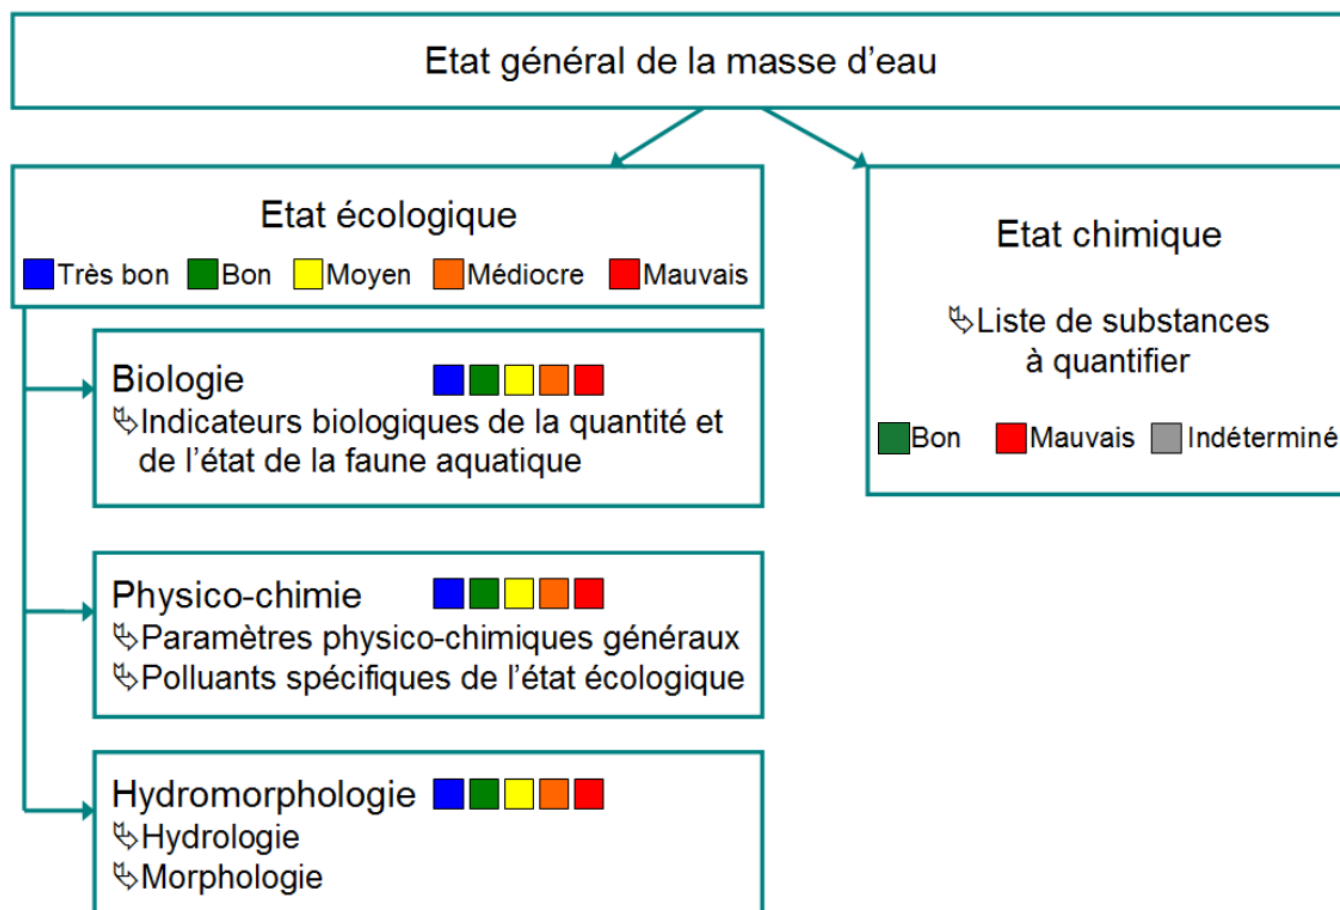 Etat général de la masse d'eau
Etat écologique
Très bon Bon Moyen Médiocre Mauvais
Biologie
Indicateurs biologiques de la quantité et
de l'état de la faune aquatique
Physico-chimie
Paramètres physico-chimiques généraux
Polluants spécifiques de l'état écologique
Hydromorphologie
Hydrologie
Morphologie
Etat chimique
Liste de substances
à quantifier
Bon Mauvais Indéterminé